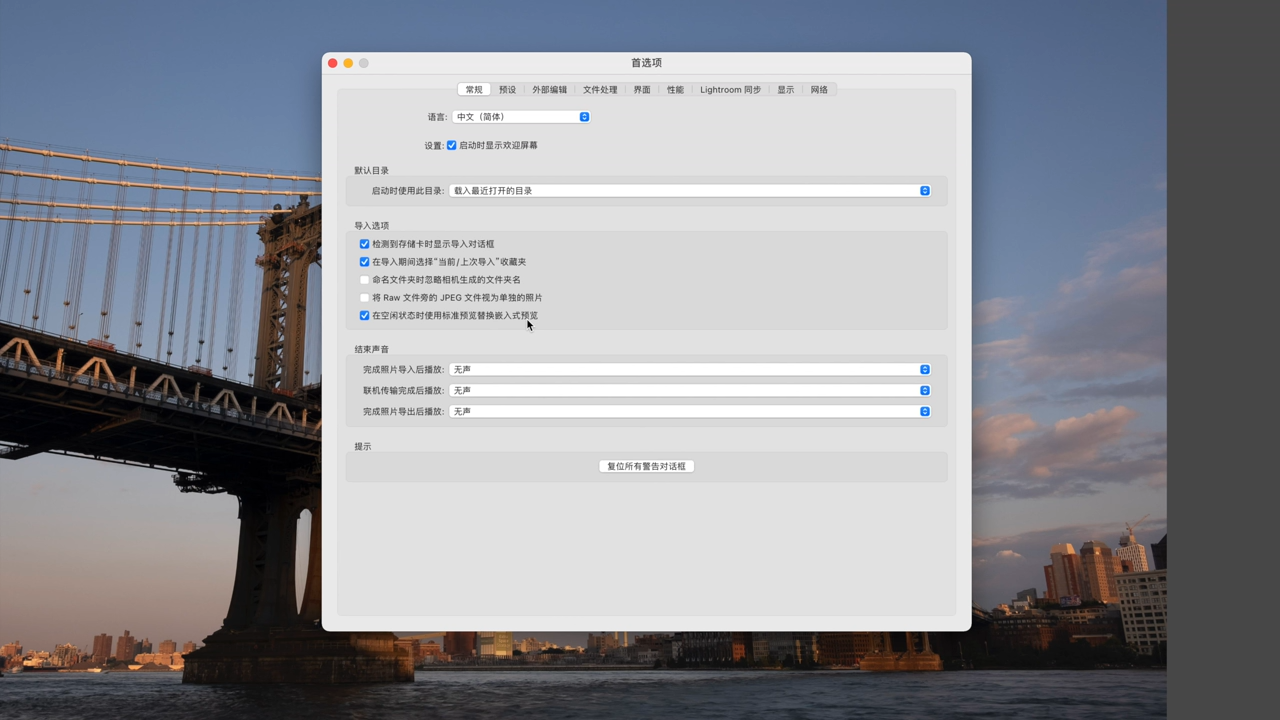 首选项
常规 预设 外部编辑 文件处理 界面 性能 Lightroom 同步 显示 网络
语言: 中文（简体）
设置: 启动时显示欢迎屏幕
默认目录
启动时使用此目录: 载入最近打开的目录
导入选项
检测到存储卡时显示导入对话框
在导入期间选择“当前/上次导入”收藏夹
命名文件夹时忽略相机生成的文件夹名
将 Raw 文件旁的 JPEG 文件视为单独的照片
在空闲状态时使用标准预览替换嵌入式预览
结束声音
完成照片导入后播放: 无声
联机传输完成后播放: 无声
完成照片导出后播放: 无声
提示
复位所有警告对话框